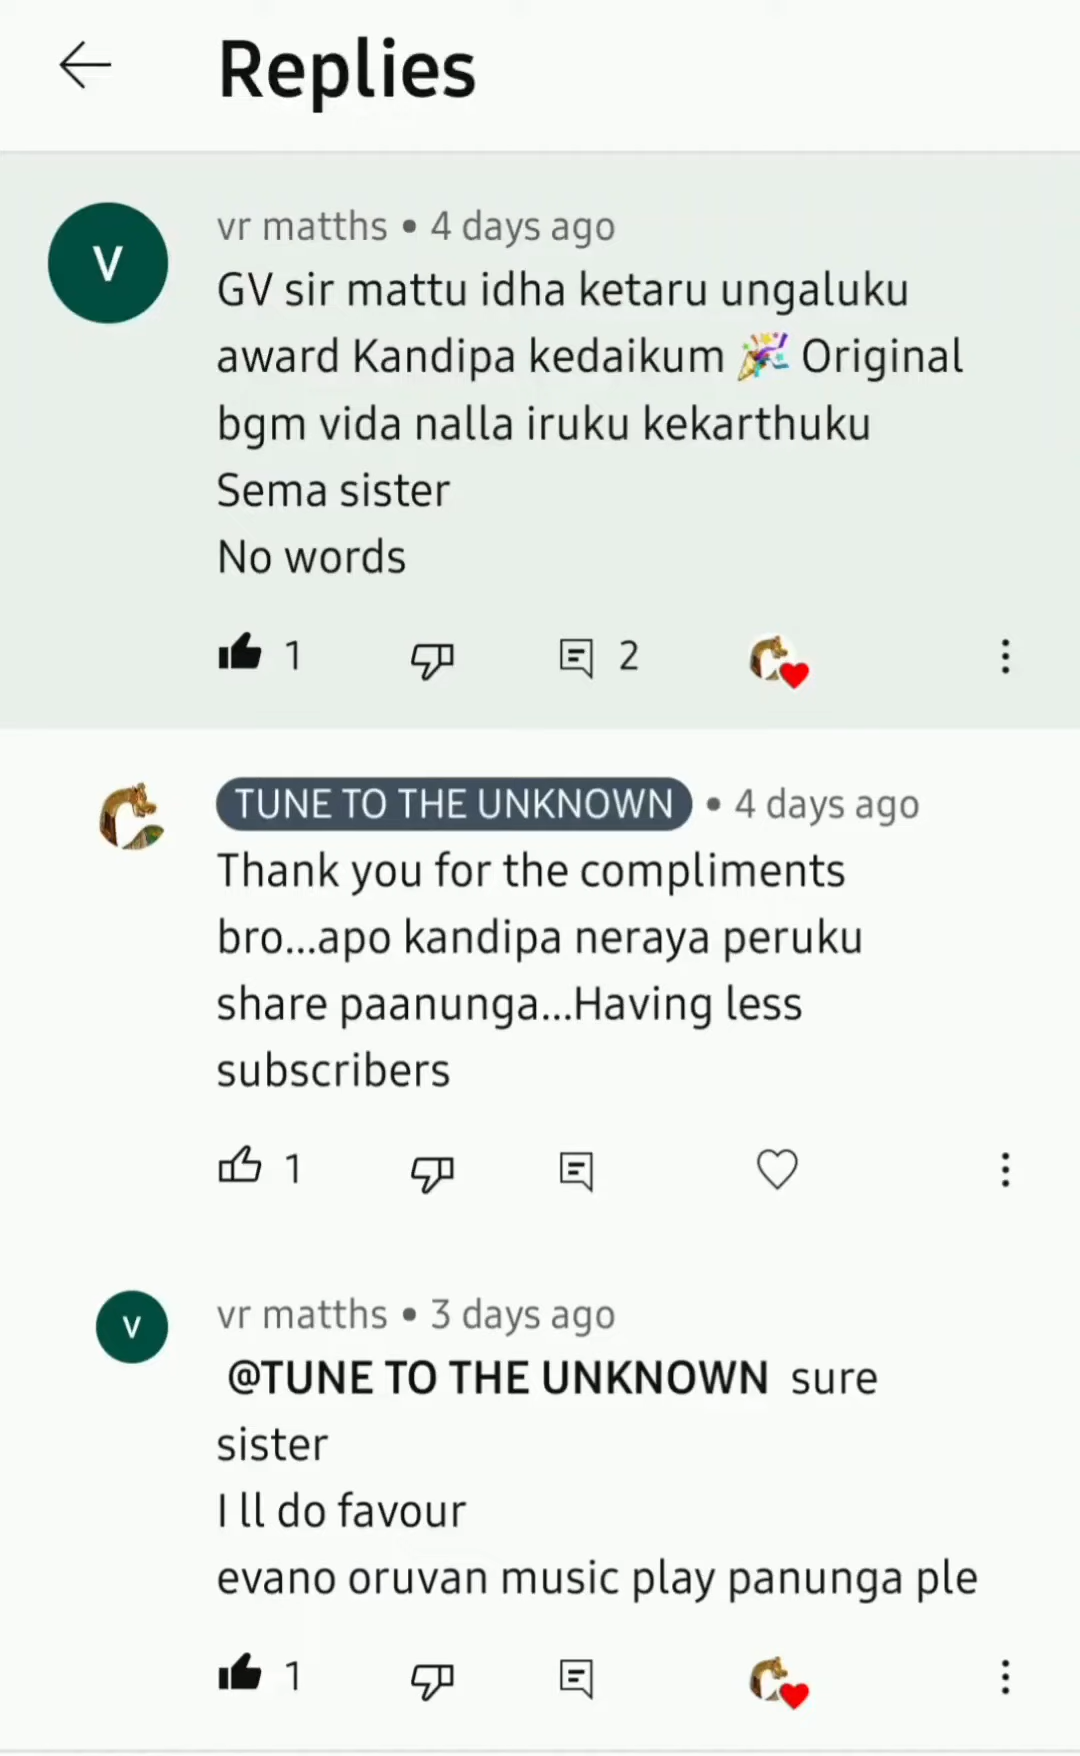 Replies
V
vr matths • 4 days ago
GV sir mattu idha ketaru ungaluku
award Kandipa kedaikum 🎉 Original
bgm vida nalla iruku kekarthuku
Sema sister
No words
1
2
TUNE TO THE UNKNOWN • 4 days ago
Thank you for the compliments
bro...apo kandipa neraya peruku
share paanunga...Having less
subscribers
1
V
vr matths • 3 days ago
@TUNE TO THE UNKNOWN sure
sister
I ll do favour
evano oruvan music play panunga ple
1